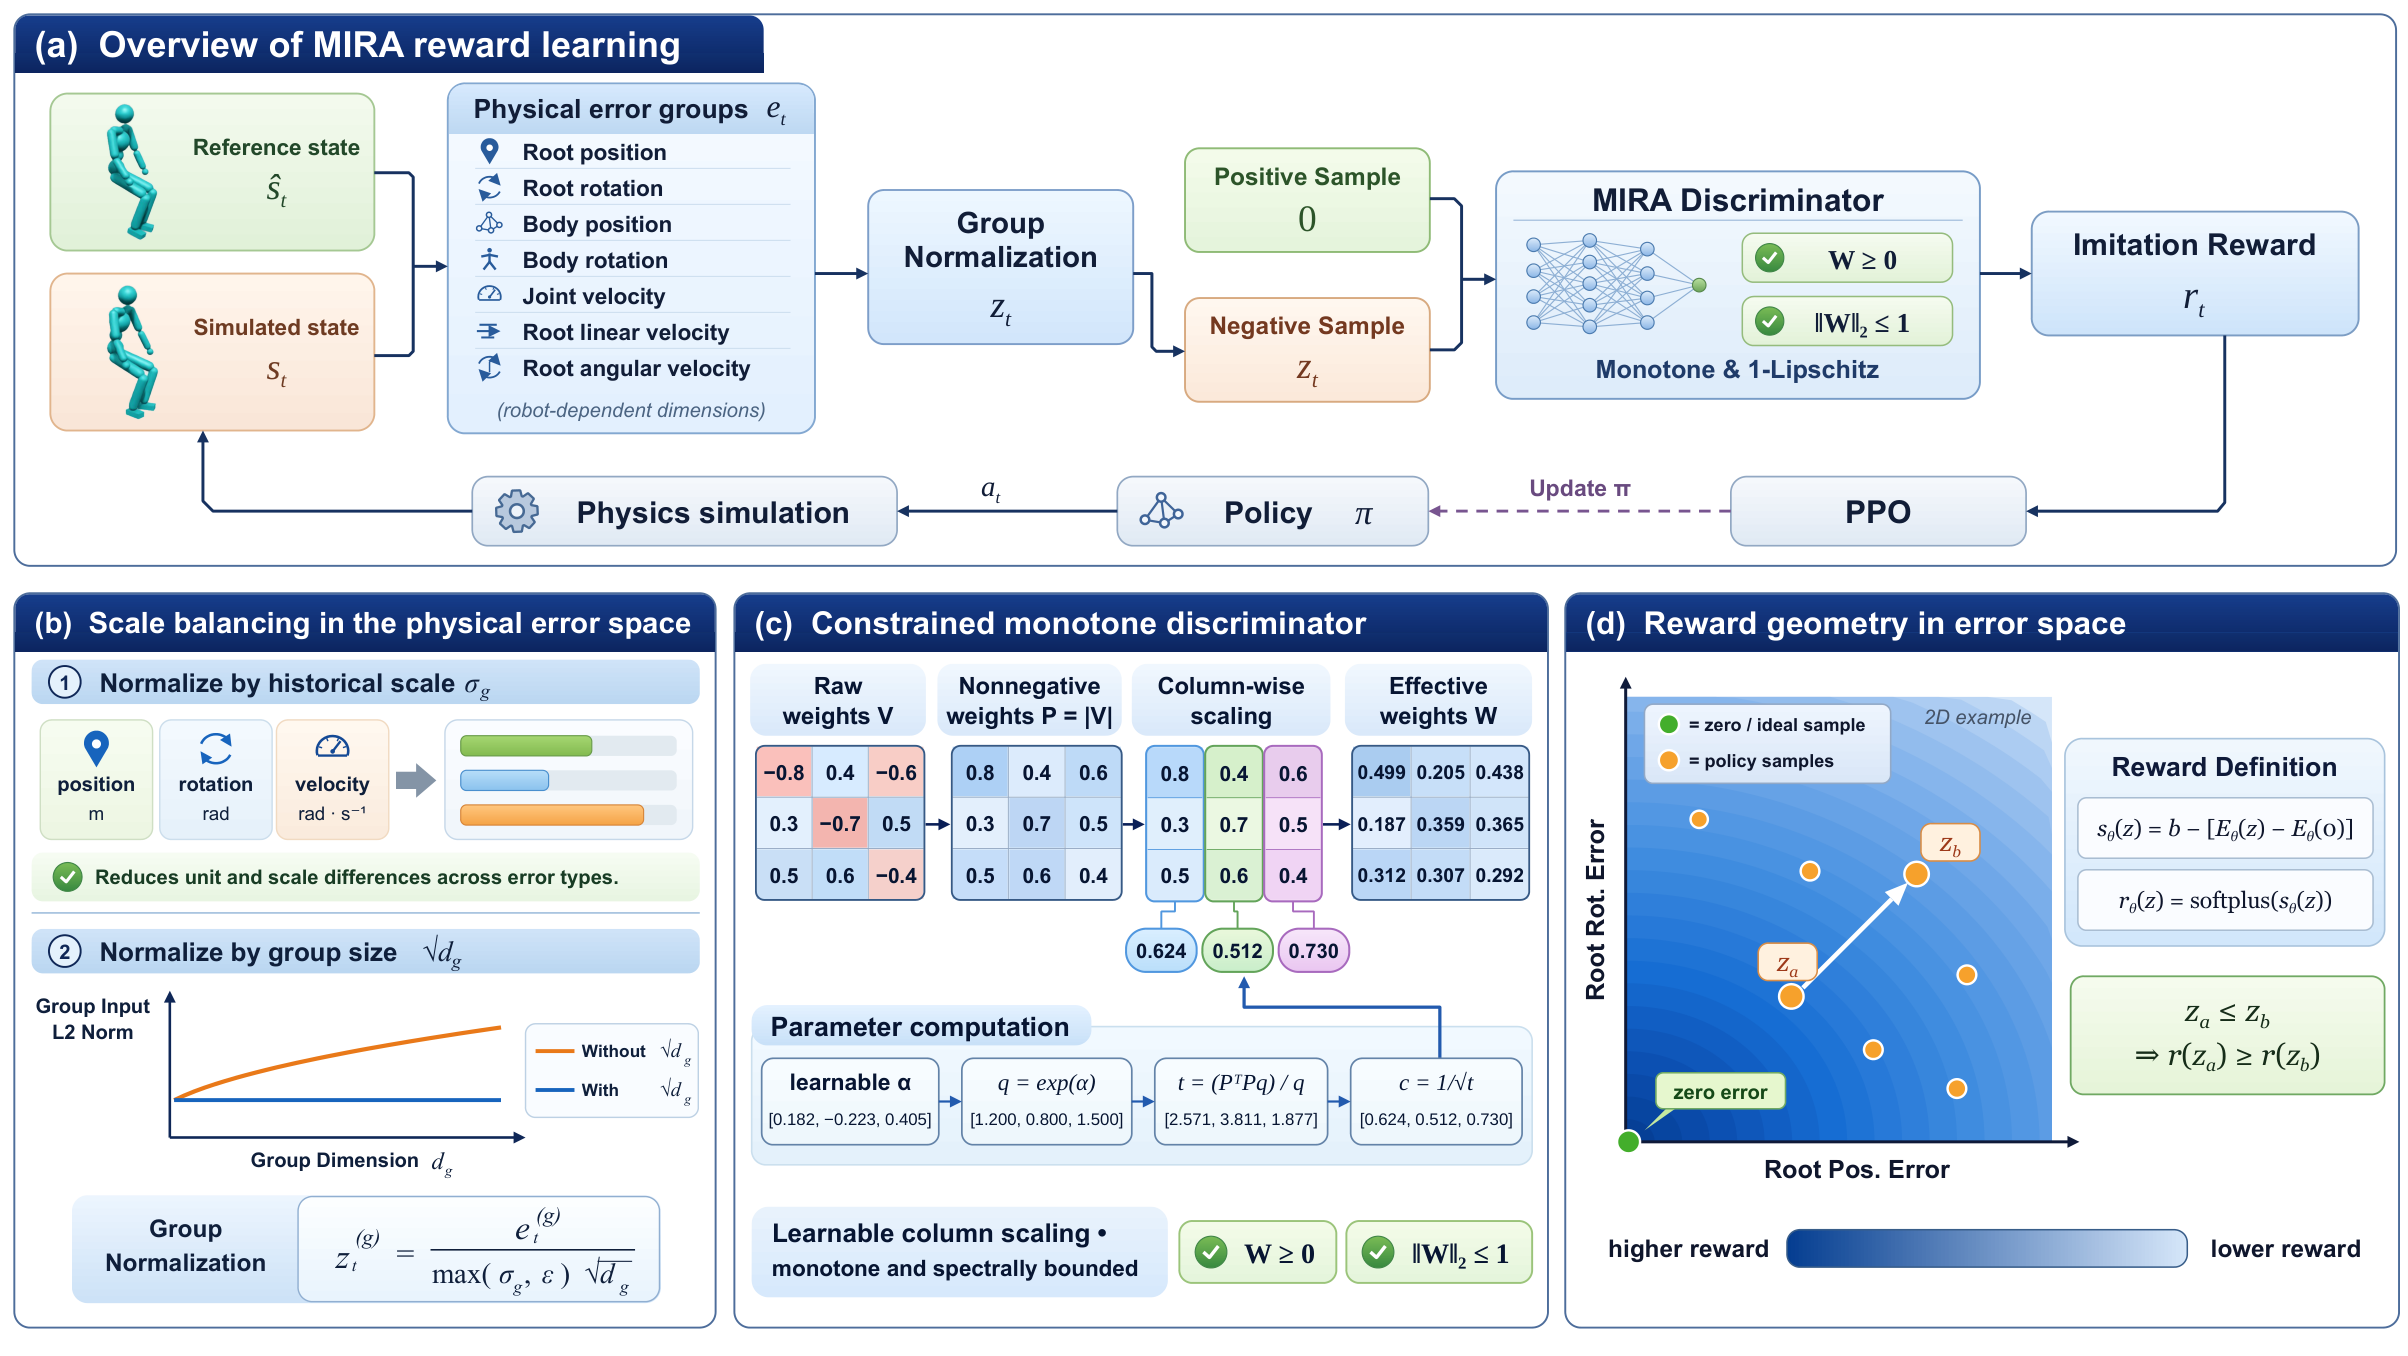 (a) Overview of MIRA reward learning
Reference state
ŝt
Simulated state
st
Physical error groups et
Root position
Root rotation
Body position
Body rotation
Joint velocity
Root linear velocity
Root angular velocity
(robot-dependent dimensions)
Group
Normalization
zt
Positive Sample
0
Negative Sample
zt
MIRA Discriminator
W ≥ 0
‖W‖₂ ≤ 1
Monotone & 1-Lipschitz
Imitation Reward
rt
Physics simulation
at
Policy π
Update π
PPO
(b) Scale balancing in the physical error space
1 Normalize by historical scale σg
position
m
rotation
rad
velocity
rad · s⁻¹
Reduces unit and scale differences across error types.
2 Normalize by group size √dg
Group Input
L2 Norm
Without √dg
With √dg
Group Dimension dg
Group
Normalization
zt(g) = et(g) / max( σg, ε ) √dg
(c) Constrained monotone discriminator
Raw
weights V
Nonnegative
weights P = |V|
Column-wise
scaling
Effective
weights W
−0.8 0.4 −0.6
0.3 −0.7 0.5
0.5 0.6 −0.4
0.8 0.4 0.6
0.3 0.7 0.5
0.5 0.6 0.4
0.8 0.4 0.6
0.3 0.7 0.5
0.5 0.6 0.4
0.499 0.205 0.438
0.187 0.359 0.365
0.312 0.307 0.292
0.624 0.512 0.730
Parameter computation
learnable α
[0.182, −0.223, 0.405]
q = exp(α)
[1.200, 0.800, 1.500]
t = (PᵀPq) / q
[2.571, 3.811, 1.877]
c = 1/√t
[0.624, 0.512, 0.730]
Learnable column scaling •
monotone and spectrally bounded
W ≥ 0
‖W‖₂ ≤ 1
(d) Reward geometry in error space
= zero / ideal sample
= policy samples
2D example
zb
za
zero error
Root Rot. Error
Root Pos. Error
Reward Definition
sθ(z) = b − [Eθ(z) − Eθ(0)]
rθ(z) = softplus(sθ(z))
za ≤ zb
⇒ r(za) ≥ r(zb)
higher reward
lower reward